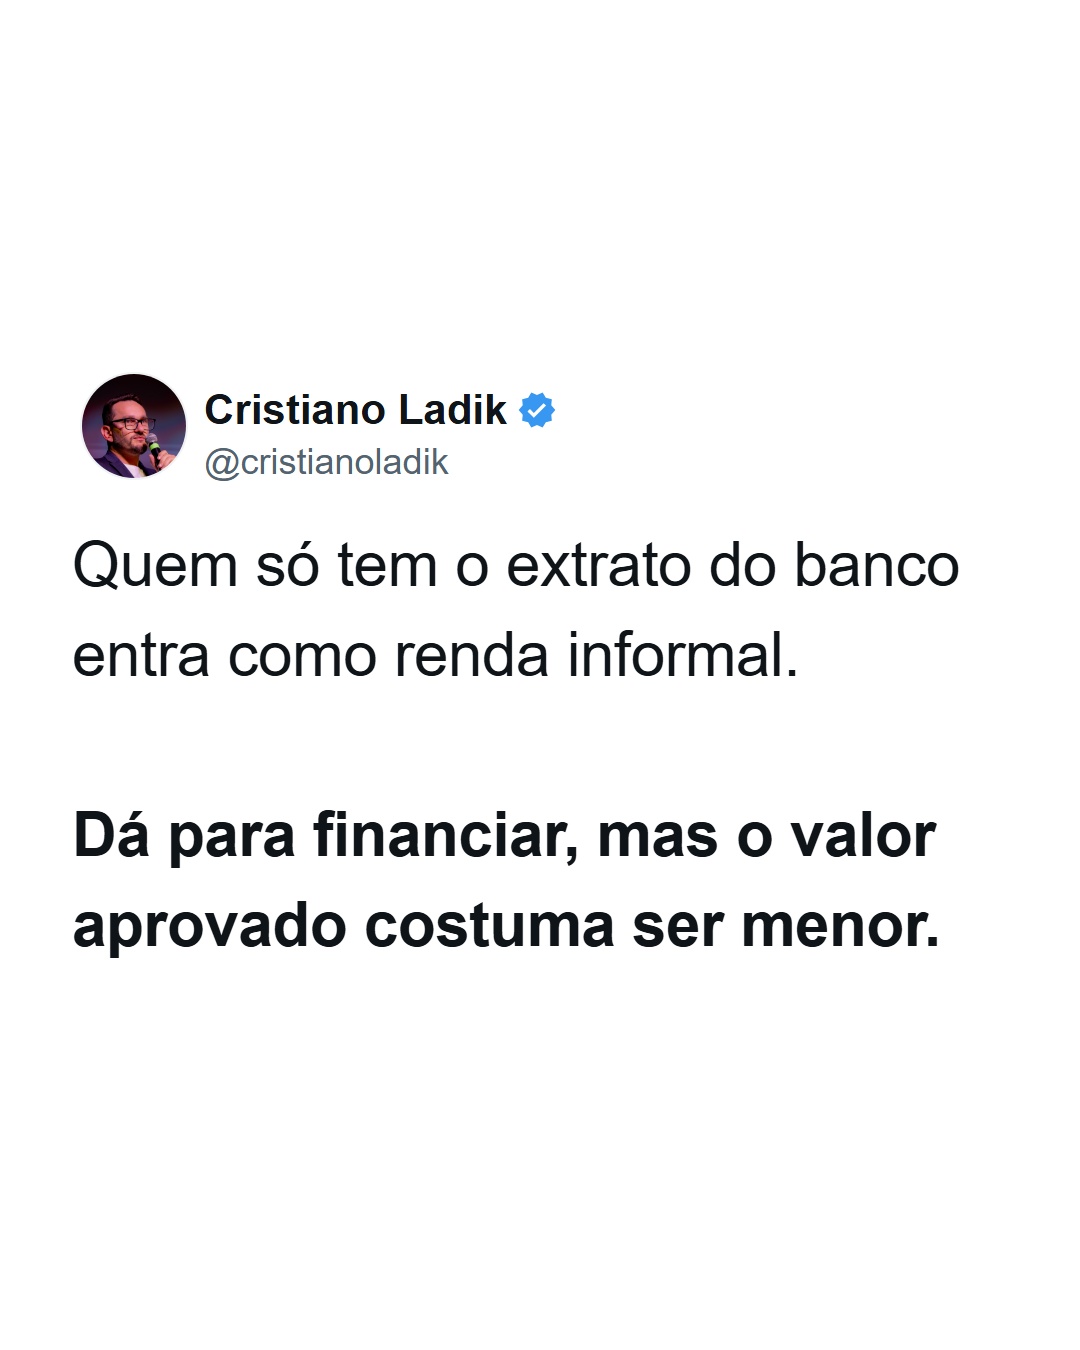 Cristiano Ladik
@cristianoladik
Quem só tem o extrato do banco
entra como renda informal.
Dá para financiar, mas o valor
aprovado costuma ser menor.